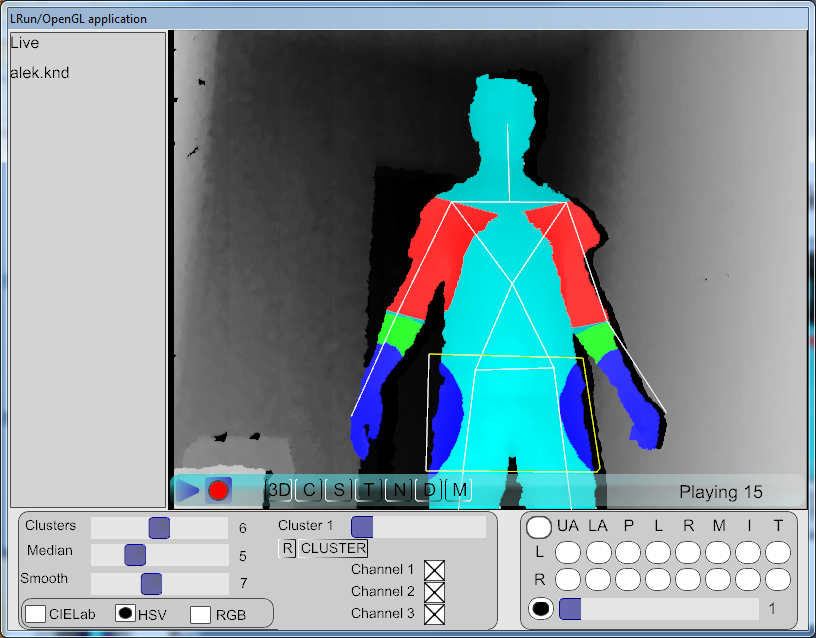 LRun/OpenGL application
Live
alek.knd
3D C S T N D M
Playing 15
Clusters 6
Median 5
Smooth 7
CIELab HSV RGB
Cluster 1
R CLUSTER
Channel 1
Channel 2
Channel 3
UA LA P L R M I T
L
R
1